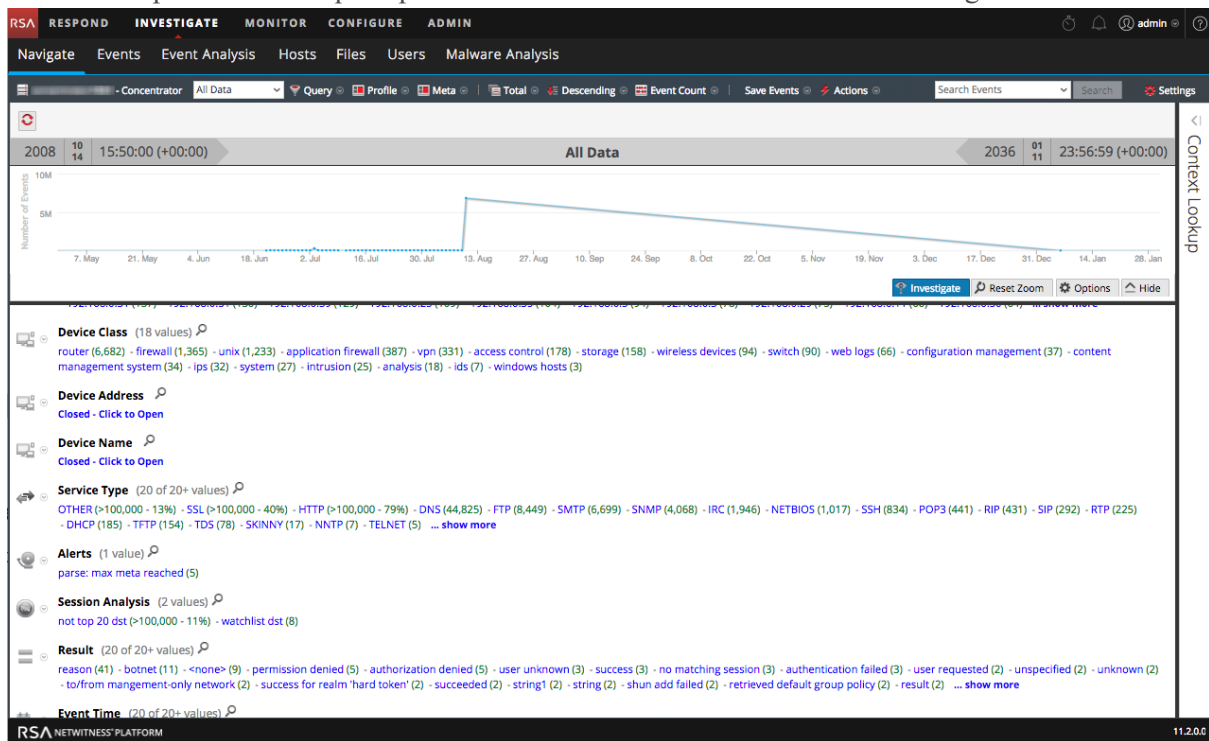 RSA RESPOND INVESTIGATE MONITOR CONFIGURE ADMIN admin
Navigate Events Event Analysis Hosts Files Users Malware Analysis
- Concentrator All Data Query Profile Meta Total Descending Event Count Save Events Actions Search Events Search Settings
2008 10 14 15:50:00 (+00:00) All Data 2036 01 11 23:56:59 (+00:00)
Context Lookup
Number of Events
10M
5M
7. May 21. May 4. Jun 18. Jun 2. Jul 16. Jul 30. Jul 13. Aug 27. Aug 10. Sep 24. Sep 8. Oct 22. Oct 5. Nov 19. Nov 3. Dec 17. Dec 31. Dec 14. Jan 28. Jan
Investigate Reset Zoom Options Hide
Device Class (18 values)
router (6,682) - firewall (1,365) - unix (1,233) - application firewall (387) - vpn (331) - access control (178) - storage (158) - wireless devices (94) - switch (90) - web logs (66) - configuration management (37) - content
management system (34) - ips (32) - system (27) - intrusion (25) - analysis (18) - ids (7) - windows hosts (3)
Device Address
Closed - Click to Open
Device Name
Closed - Click to Open
Service Type (20 of 20+ values)
OTHER (>100,000 - 13%) - SSL (>100,000 - 40%) - HTTP (>100,000 - 79%) - DNS (44,825) - FTP (8,449) - SMTP (6,699) - SNMP (4,068) - IRC (1,946) - NETBIOS (1,017) - SSH (834) - POP3 (441) - RIP (431) - SIP (292) - RTP (225)
- DHCP (185) - TFTP (154) - TDS (78) - SKINNY (17) - NNTP (7) - TELNET (5) ... show more
Alerts (1 value)
parse: max meta reached (5)
Session Analysis (2 values)
not top 20 dst (>100,000 - 11%) - watchlist dst (8)
Result (20 of 20+ values)
reason (41) - botnet (11) - <none> (9) - permission denied (5) - authorization denied (5) - user unknown (3) - success (3) - no matching session (3) - authentication failed (3) - user requested (2) - unspecified (2) - unknown (2)
- to/from mangement-only network (2) - success for realm 'hard token' (2) - succeeded (2) - string1 (2) - string (2) - shun add failed (2) - retrieved default group policy (2) - result (2) ... show more
Event Time (20 of 20+ values)
RSA NETWITNESS PLATFORM 11.2.0.0